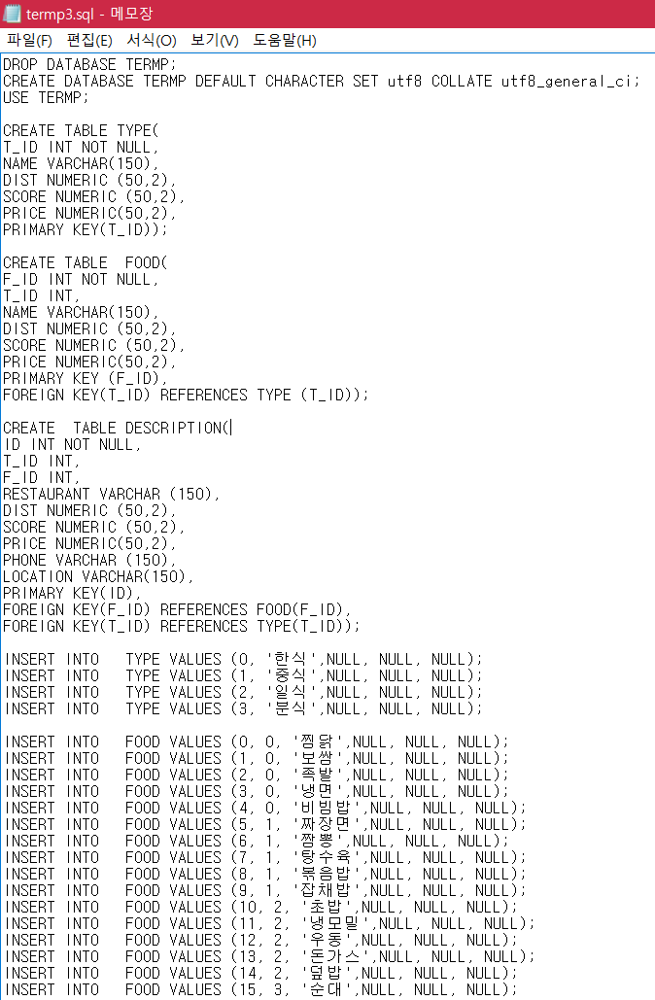 termp3.sql - 메모장
파일(F) 편집(E) 서식(O) 보기(V) 도움말(H)
DROP DATABASE TERMP;
CREATE DATABASE TERMP DEFAULT CHARACTER SET utf8 COLLATE utf8_general_ci;
USE TERMP;
CREATE TABLE TYPE(
T_ID INT NOT NULL,
NAME VARCHAR(150),
DIST NUMERIC (50,2),
SCORE NUMERIC (50,2),
PRICE NUMERIC(50,2),
PRIMARY KEY(T_ID));
CREATE TABLE  FOOD(
F_ID INT NOT NULL,
T_ID INT,
NAME VARCHAR(150),
DIST NUMERIC (50,2),
SCORE NUMERIC (50,2),
PRICE NUMERIC(50,2),
PRIMARY KEY (F_ID),
FOREIGN KEY(T_ID) REFERENCES TYPE (T_ID));
CREATE  TABLE DESCRIPTION(
ID INT NOT NULL,
T_ID INT,
F_ID INT,
RESTAURANT VARCHAR (150),
DIST NUMERIC (50,2),
SCORE NUMERIC (50,2),
PRICE NUMERIC(50,2),
PHONE VARCHAR (150),
LOCATION VARCHAR(150),
PRIMARY KEY(ID),
FOREIGN KEY(F_ID) REFERENCES FOOD(F_ID),
FOREIGN KEY(T_ID) REFERENCES TYPE(T_ID));
INSERT INTO   TYPE VALUES (0, '한식',NULL, NULL, NULL);
INSERT INTO   TYPE VALUES (1, '중식',NULL, NULL, NULL);
INSERT INTO   TYPE VALUES (2, '일식',NULL, NULL, NULL);
INSERT INTO   TYPE VALUES (3, '분식',NULL, NULL, NULL);
INSERT INTO   FOOD VALUES (0, 0, '찜닭',NULL, NULL, NULL);
INSERT INTO   FOOD VALUES (1, 0, '보쌈',NULL, NULL, NULL);
INSERT INTO   FOOD VALUES (2, 0, '족발',NULL, NULL, NULL);
INSERT INTO   FOOD VALUES (3, 0, '냉면',NULL, NULL, NULL);
INSERT INTO   FOOD VALUES (4, 0, '비빔밥',NULL, NULL, NULL);
INSERT INTO   FOOD VALUES (5, 1, '짜장면',NULL, NULL, NULL);
INSERT INTO   FOOD VALUES (6, 1, '짬뽕',NULL, NULL, NULL);
INSERT INTO   FOOD VALUES (7, 1, '탕수육',NULL, NULL, NULL);
INSERT INTO   FOOD VALUES (8, 1, '볶음밥',NULL, NULL, NULL);
INSERT INTO   FOOD VALUES (9, 1, '잡채밥',NULL, NULL, NULL);
INSERT INTO   FOOD VALUES (10, 2, '초밥',NULL, NULL, NULL);
INSERT INTO   FOOD VALUES (11, 2, '냉모밀',NULL, NULL, NULL);
INSERT INTO   FOOD VALUES (12, 2, '우동',NULL, NULL, NULL);
INSERT INTO   FOOD VALUES (13, 2, '돈가스',NULL, NULL, NULL);
INSERT INTO   FOOD VALUES (14, 2, '덮밥',NULL, NULL, NULL);
INSERT INTO   FOOD VALUES (15, 3, '순대',NULL, NULL, NULL);